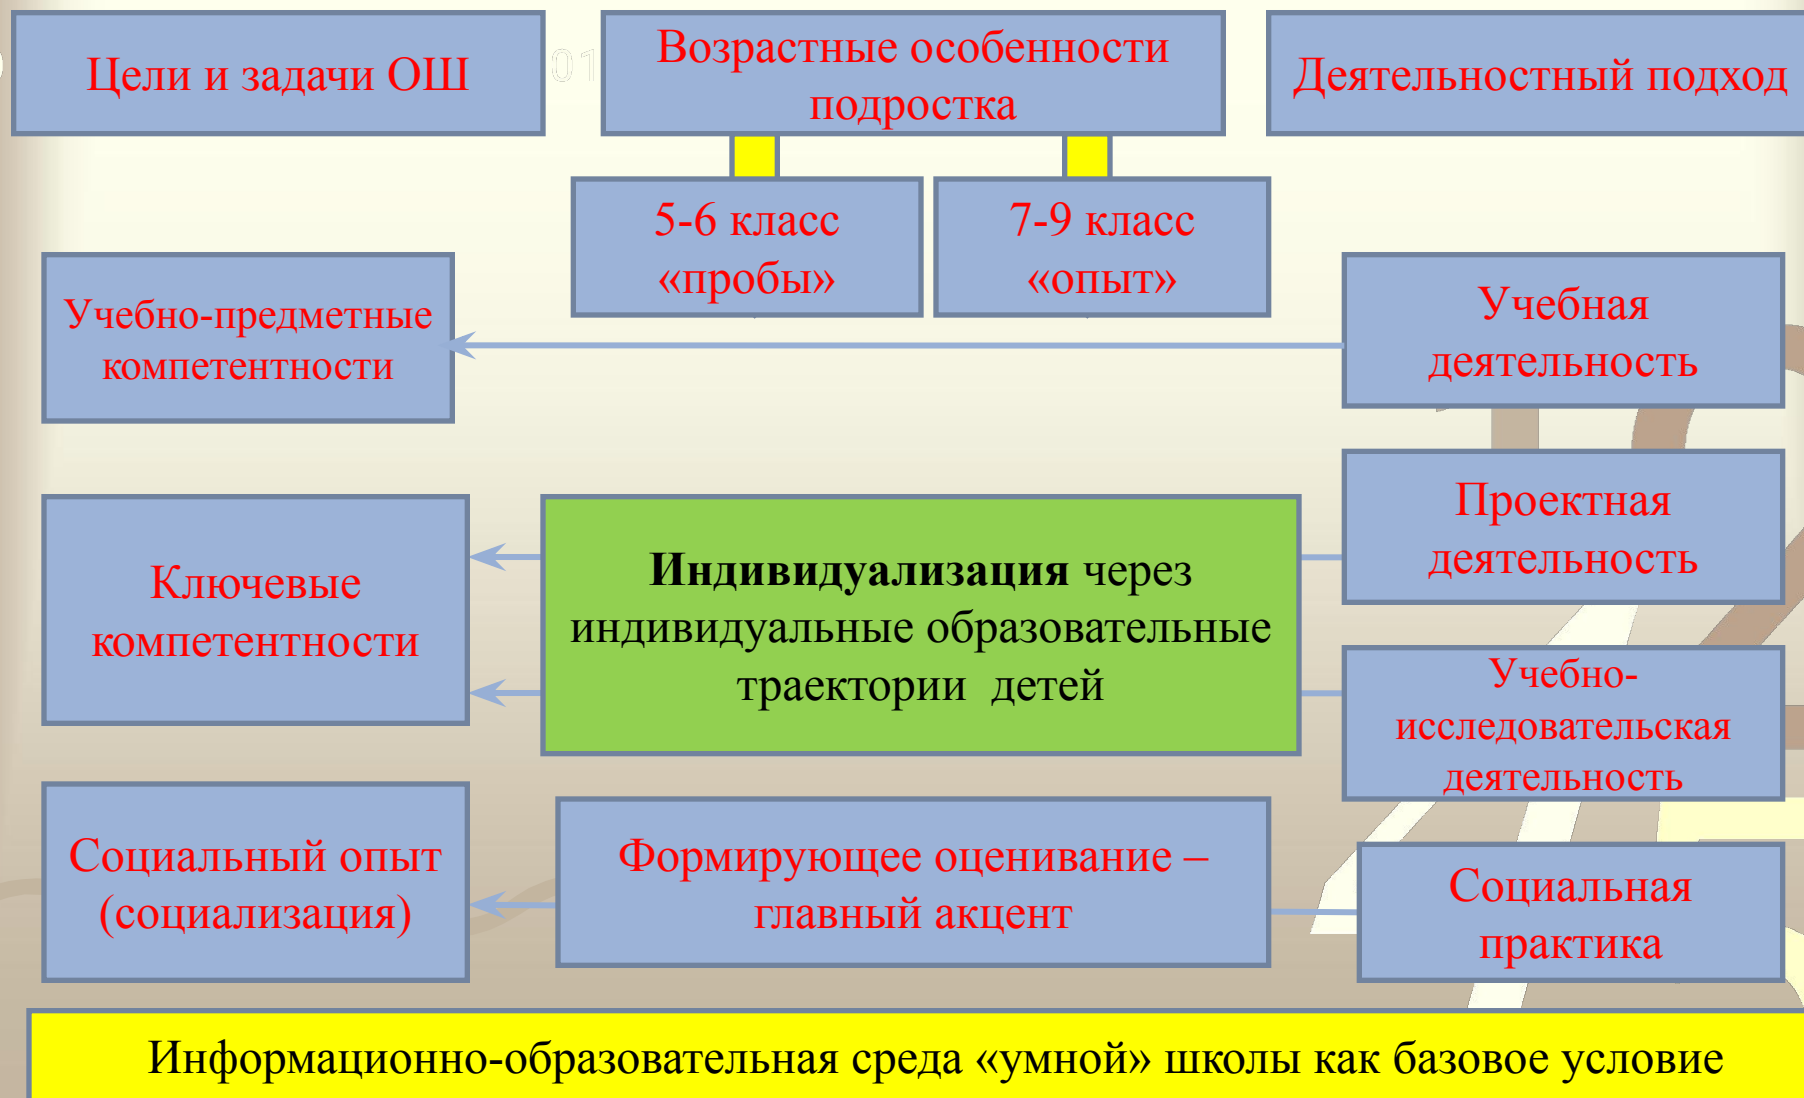 Цели и задачи ОШ
01
Возрастные особенности
подростка
Деятельностный подход
5-6 класс
«пробы»
7-9 класс
«опыт»
Учебно-предметные
компетентности
Учебная
деятельность
Ключевые
компетентности
Индивидуализация через
индивидуальные образовательные
траектории детей
Проектная
деятельность
Учебно-
исследовательская
деятельность
Социальный опыт
(социализация)
Формирующее оценивание –
главный акцент
Социальная
практика
Информационно-образовательная среда «умной» школы как базовое условие